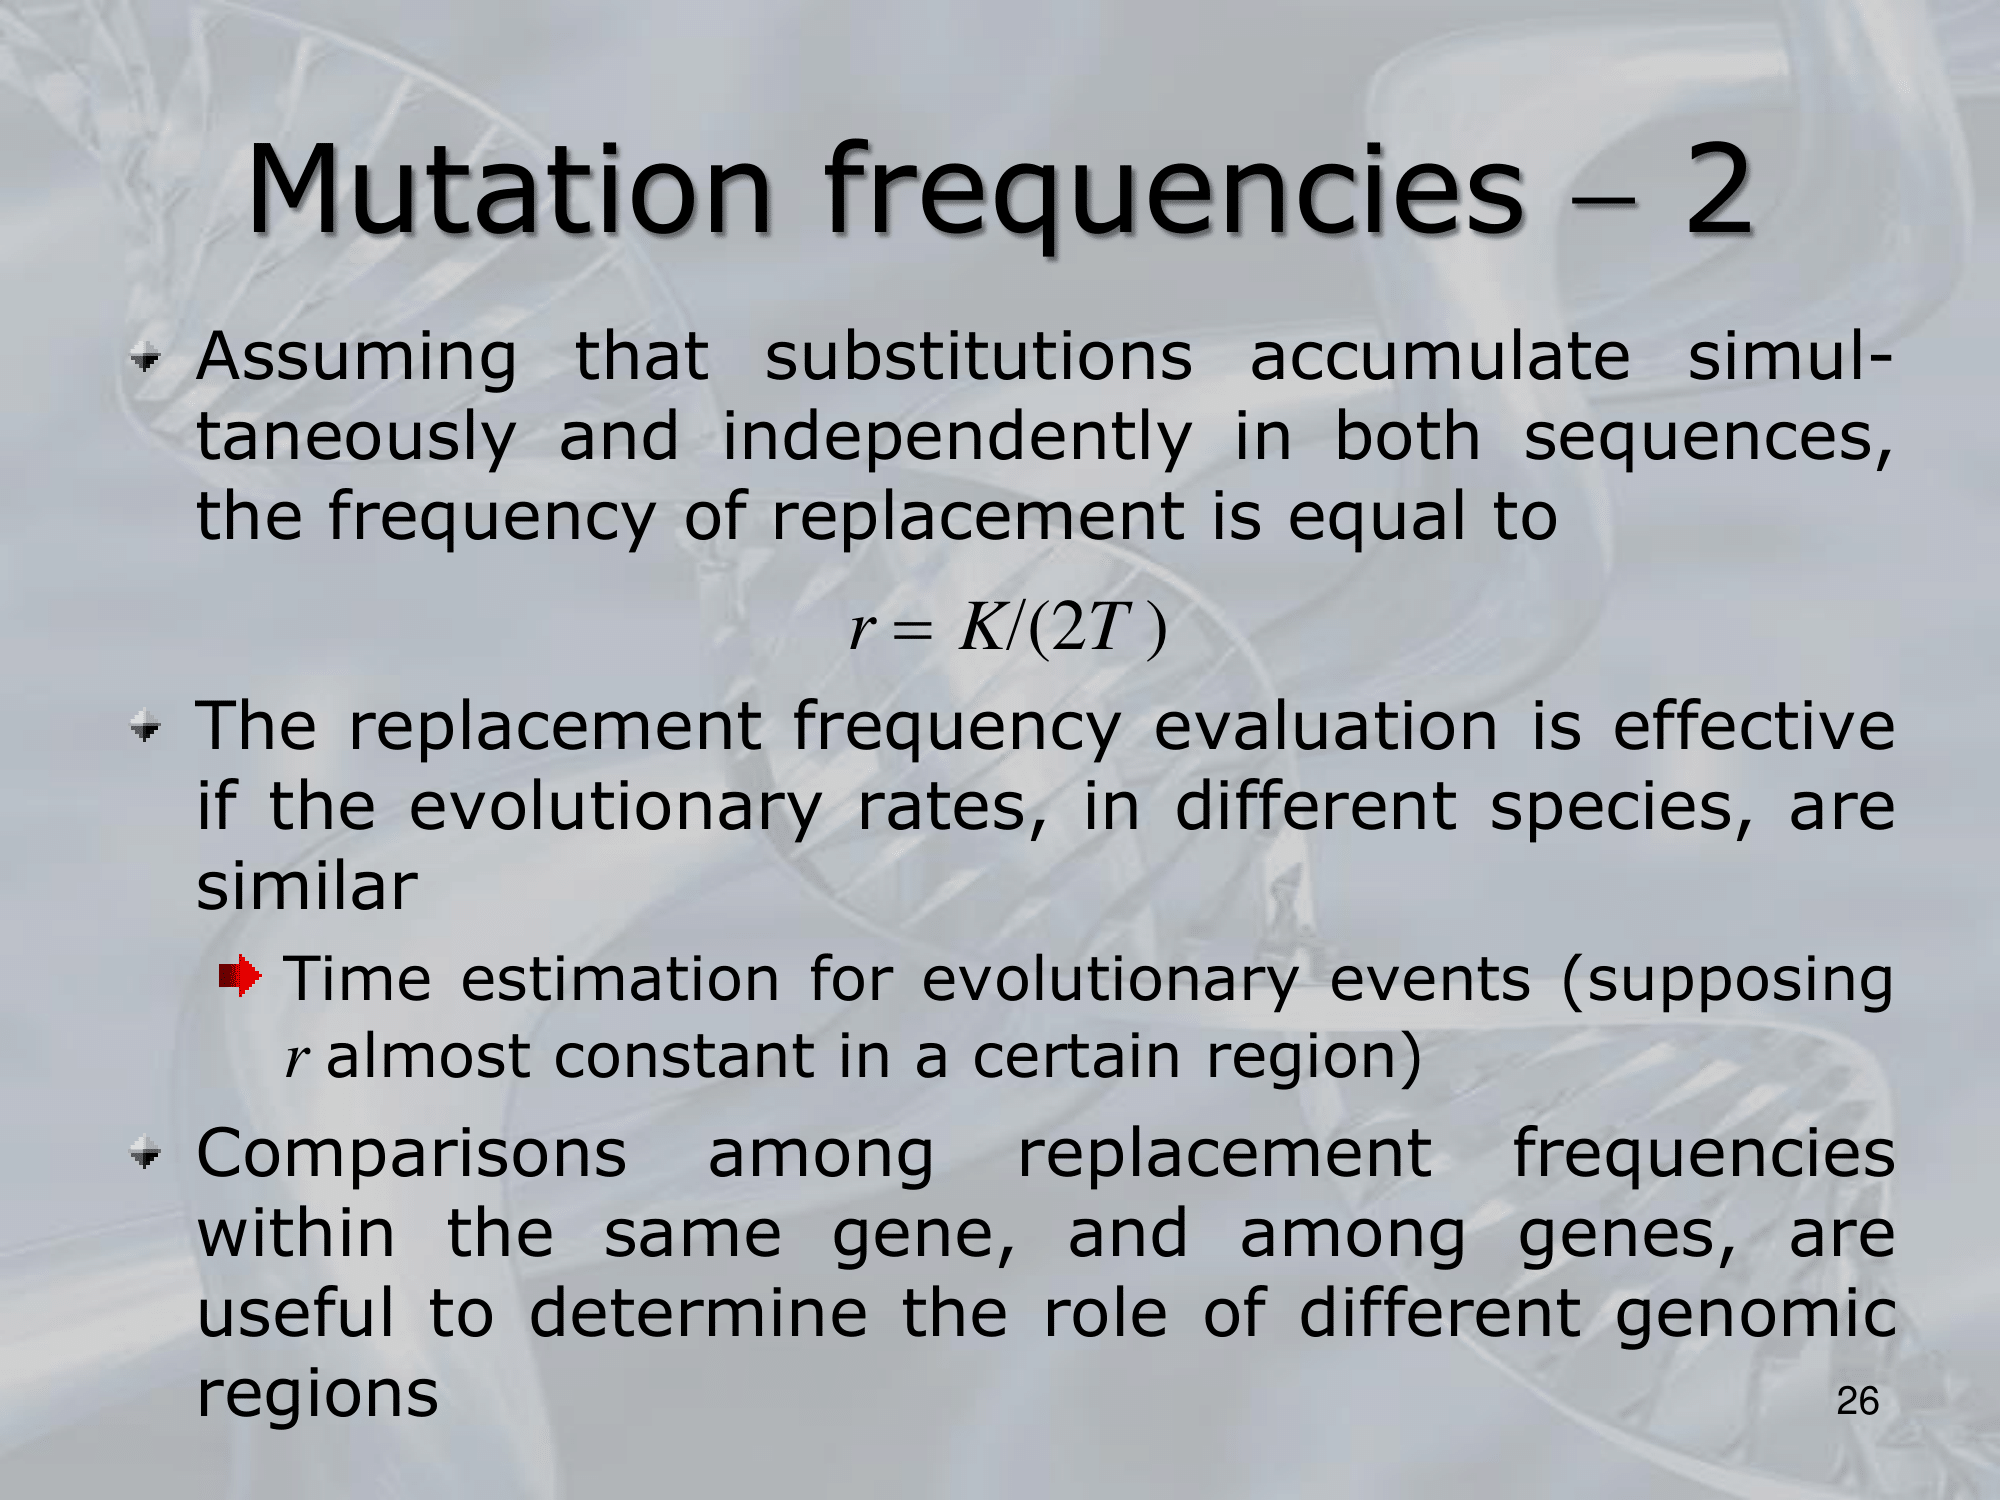 Mutation frequencies – 2
Assuming that substitutions accumulate simul-
taneously and independently in both sequences,
the frequency of replacement is equal to
r = K/(2T )
The replacement frequency evaluation is effective
if the evolutionary rates, in different species, are
similar
Time estimation for evolutionary events (supposing
r almost constant in a certain region)
Comparisons among replacement frequencies
within the same gene, and among genes, are
useful to determine the role of different genomic
regions
26